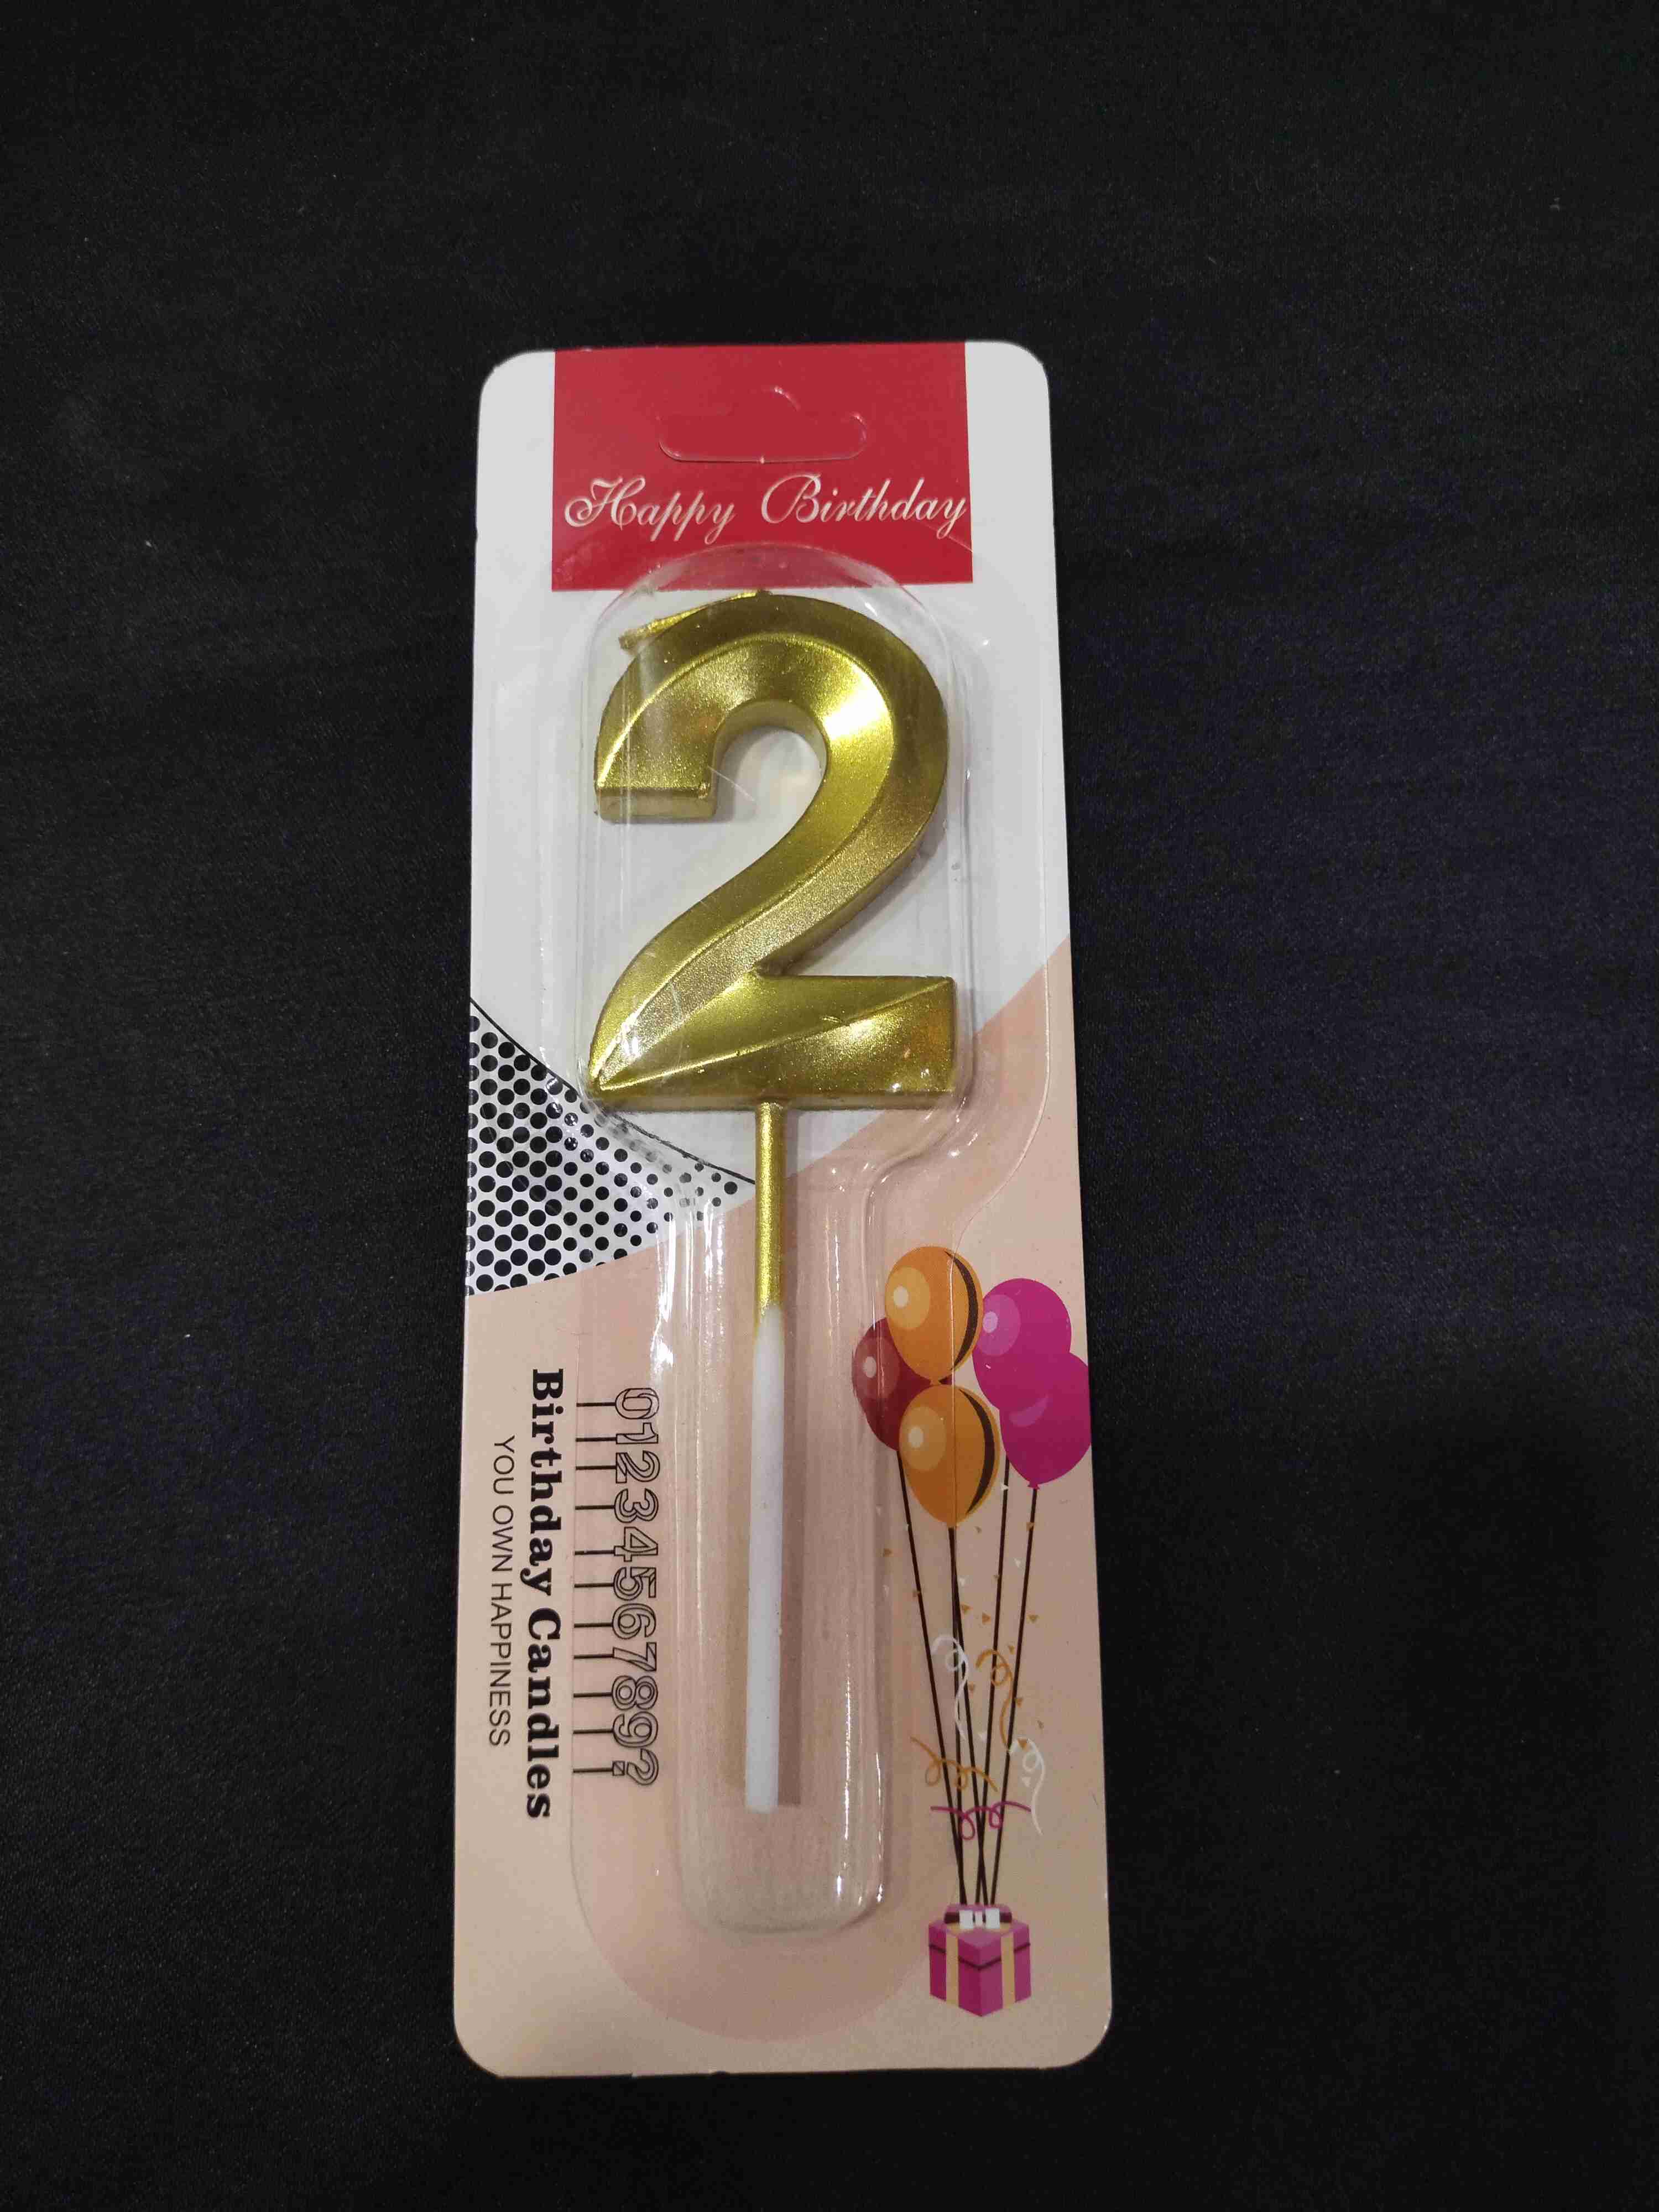 Happy Birthday
2
0123456789?
Birthday Candles
YOU OWN HAPPINESS